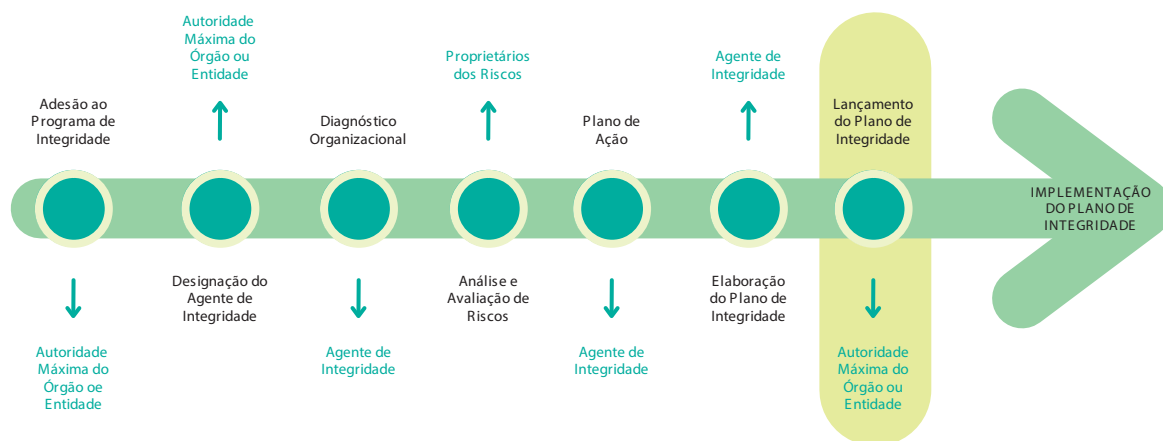 Adesão ao
Programa de
Integridade
Autoridade
Máxima do
Órgão oe
Entidade
Autoridade
Máxima do
Órgão ou
Entidade
Designação do
Agente de
Integridade
Diagnóstico
Organizacional
Agente de
Integridade
Proprietários
dos Riscos
Análise e
Avaliação de
Riscos
Plano de
Ação
Agente de
Integridade
Agente de
Integridade
Elaboração
do Plano de
Integridade
Lançamento
do Plano de
Integridade
Autoridade
Máxima do
Órgão ou
Entidade
IMPLEMENTAÇÃO
DO PLANO DE
INTEGRIDADE